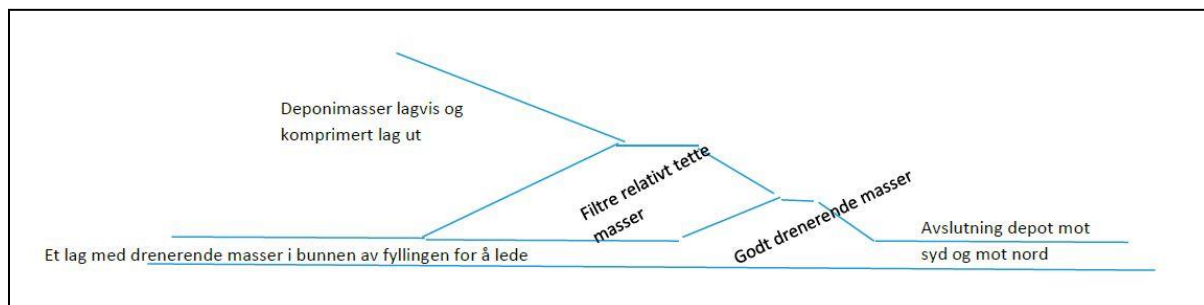 Deponimasser lagvis og
komprimert lag ut
Filtre relativt tette
masser
Godt drenerende masser
Avslutning depot mot
syd og mot nord
Et lag med drenerende masser i bunnen av fyllingen for å lede